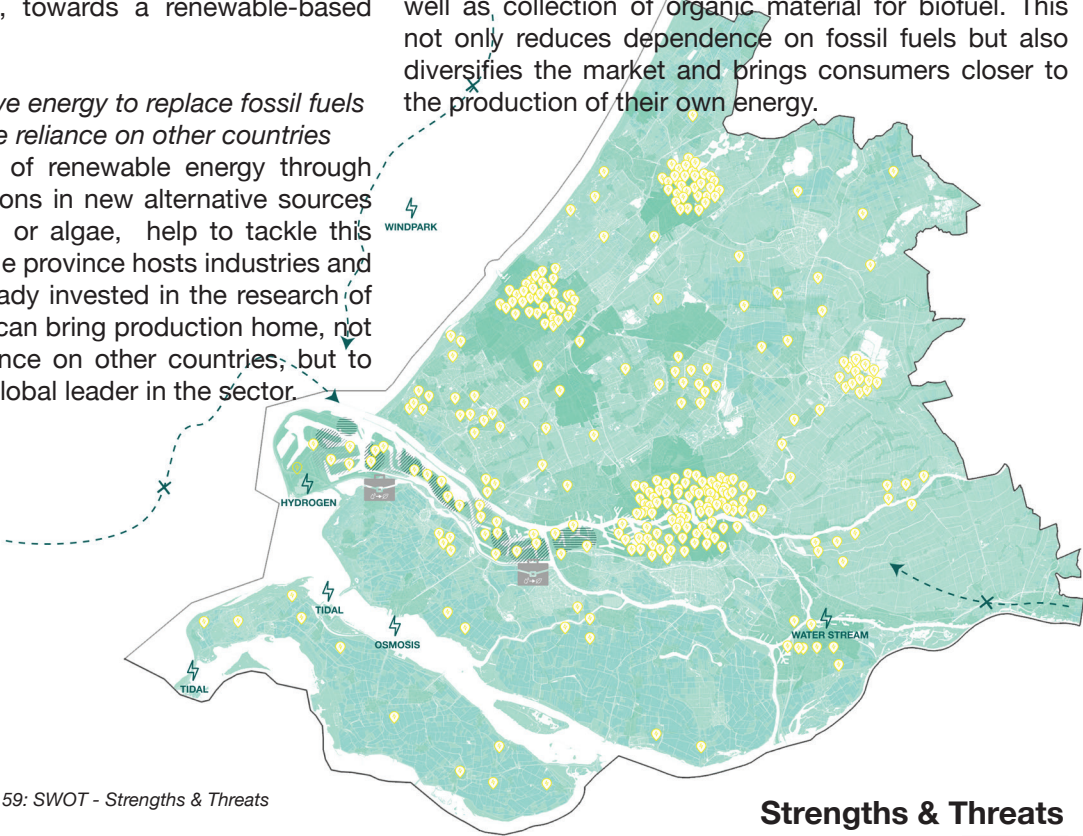 , towards a renewable-based
ve energy to replace fossil fuels
e reliance on other countries
of renewable energy through
ons in new alternative sources
or algae, help to tackle this
e province hosts industries and
ady invested in the research of
can bring production home, not
nce on other countries, but to
lobal leader in the sector.
well as collection of organic material for biofuel. This
not only reduces dependence on fossil fuels but also
diversifies the market and brings consumers closer to
the production of their own energy.
WINDPARK
HYDROGEN
TIDAL
OSMOSIS
TIDAL
WATER STREAM
59: SWOT - Strengths & Threats
Strengths & Threats